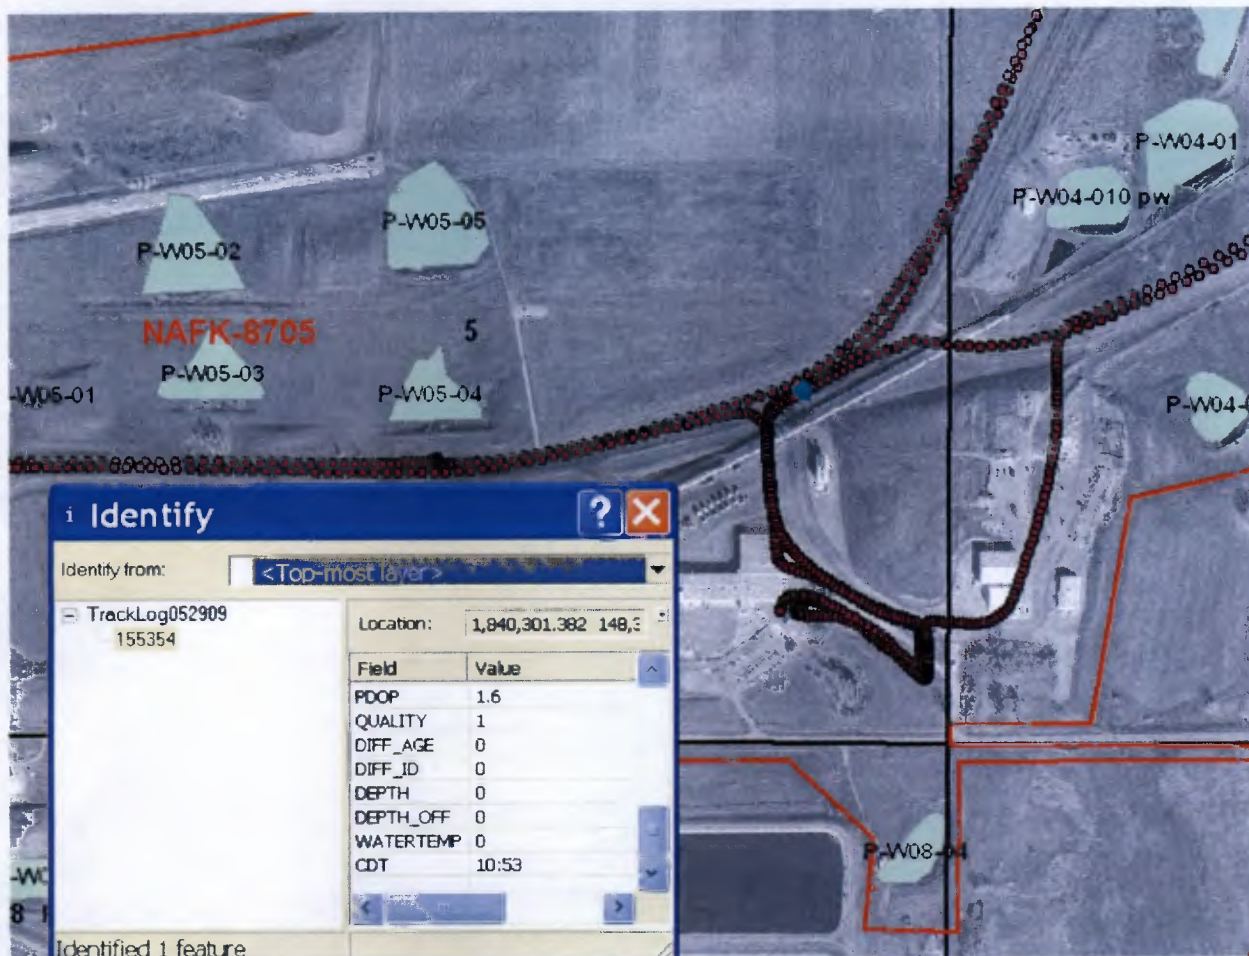 P-W04-01
P-W04-010 pw
P-W05-05
P-W05-02
NAFK-8705
5
P-W05-03
-W05-01
P-W05-04
P-W04-0
i Identify
?
X
Identify from:
<Top-most layer>
TrackLog052909
155354
Location:
1,840,301.382 148,3
Field Value
PDOP 1.6
QUALITY 1
DIFF_AGE 0
DIFF_ID 0
DEPTH 0
DEPTH_OFF 0
WATERTEMP 0
CDT 10:53
P-W08-04
8
Identified 1 feature